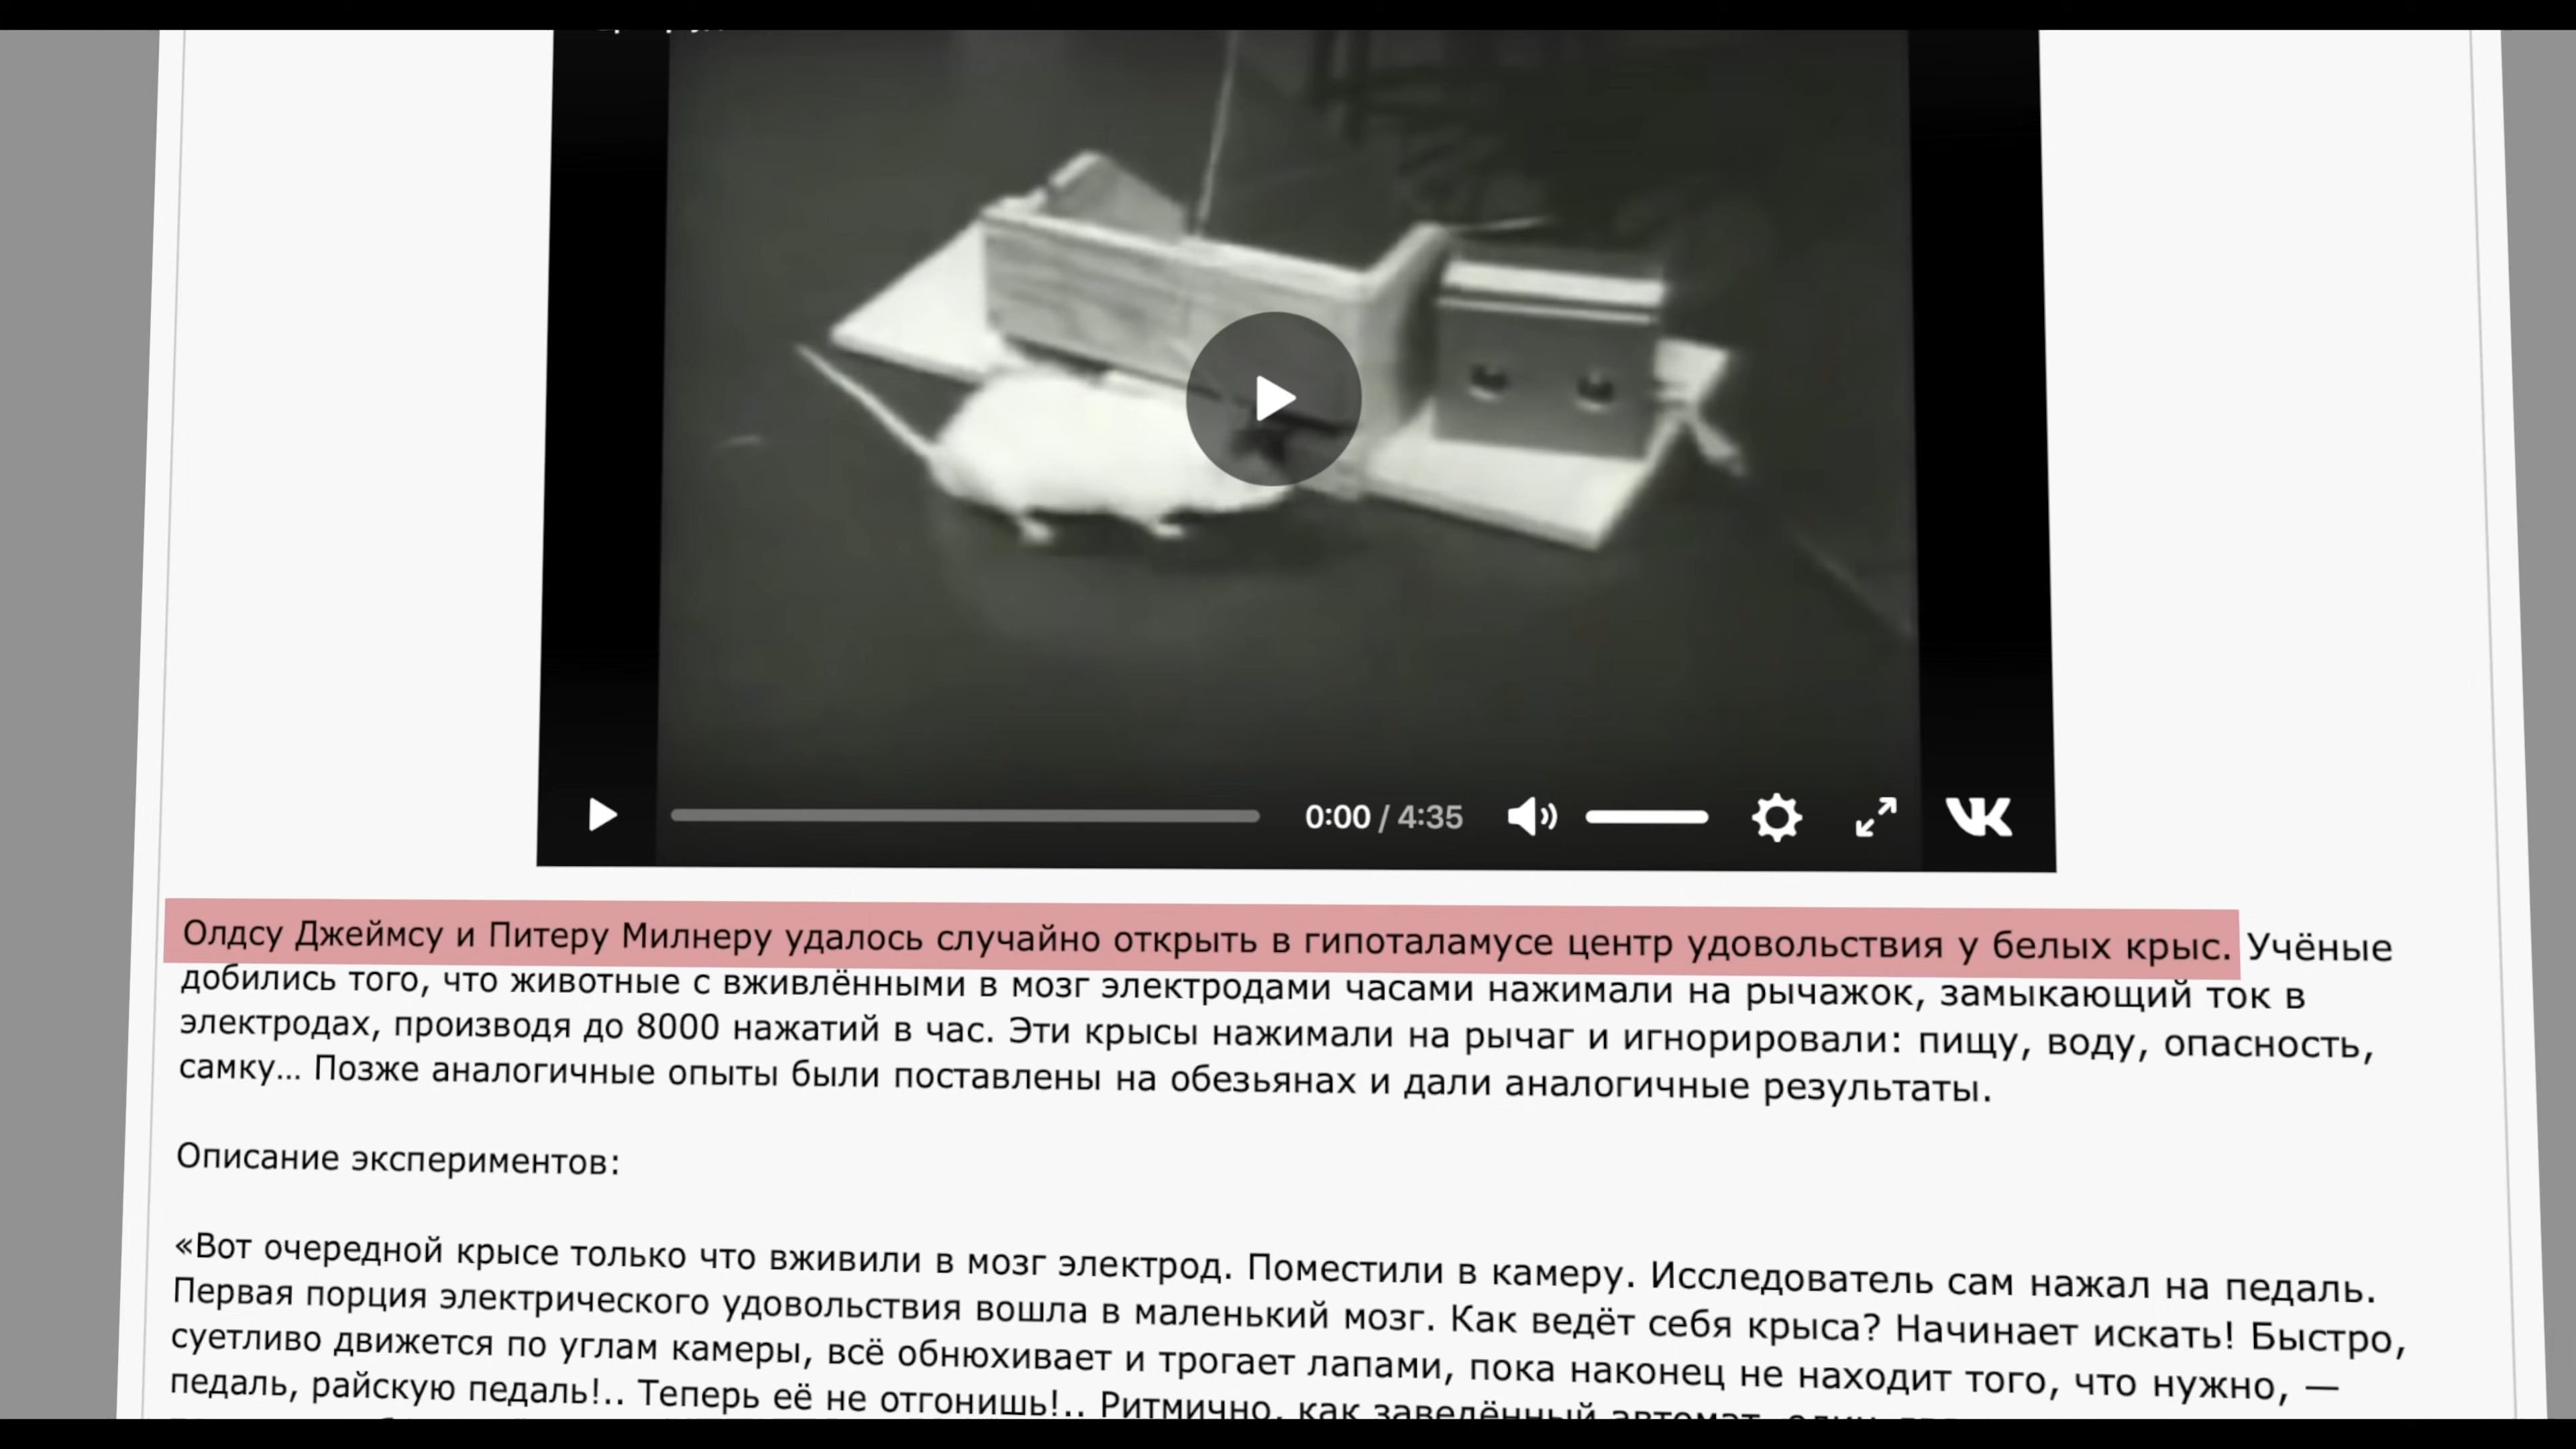 0:00 / 4:35
VK
Олдсу Джеймсу и Питеру Милнеру удалось случайно открыть в гипоталамусе центр удовольствия у белых крыс. Учёные
добились того, что животные с вживлёнными в мозг электродами часами нажимали на рычажок, замыкающий ток в
электродах, производя до 8000 нажатий в час. Эти крысы нажимали на рычаг и игнорировали: пищу, воду, опасность,
самку... Позже аналогичные опыты были поставлены на обезьянах и дали аналогичные результаты.
Описание экспериментов:
«Вот очередной крысе только что вживили в мозг электрод. Поместили в камеру. Исследователь сам нажал на педаль.
Первая порция электрического удовольствия вошла в маленький мозг. Как ведёт себя крыса? Начинает искать! Быстро,
суетливо движется по углам камеры, всё обнюхивает и трогает лапами, пока наконец не находит того, что нужно, —
педаль, райскую педаль!.. Теперь её не отгонишь!.. Ритмично, как заведённый автомат,